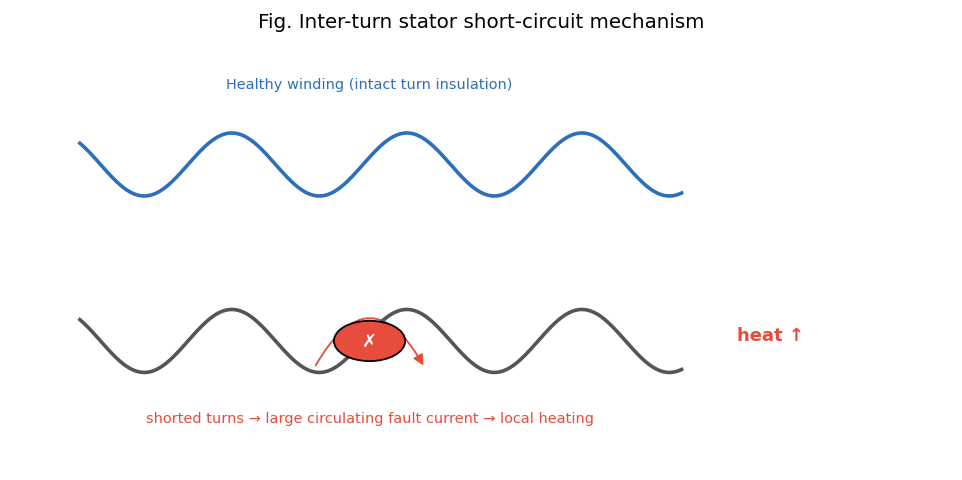 Fig. Inter-turn stator short-circuit mechanism
Healthy winding (intact turn insulation)
✗
heat ↑
shorted turns → large circulating fault current → local heating